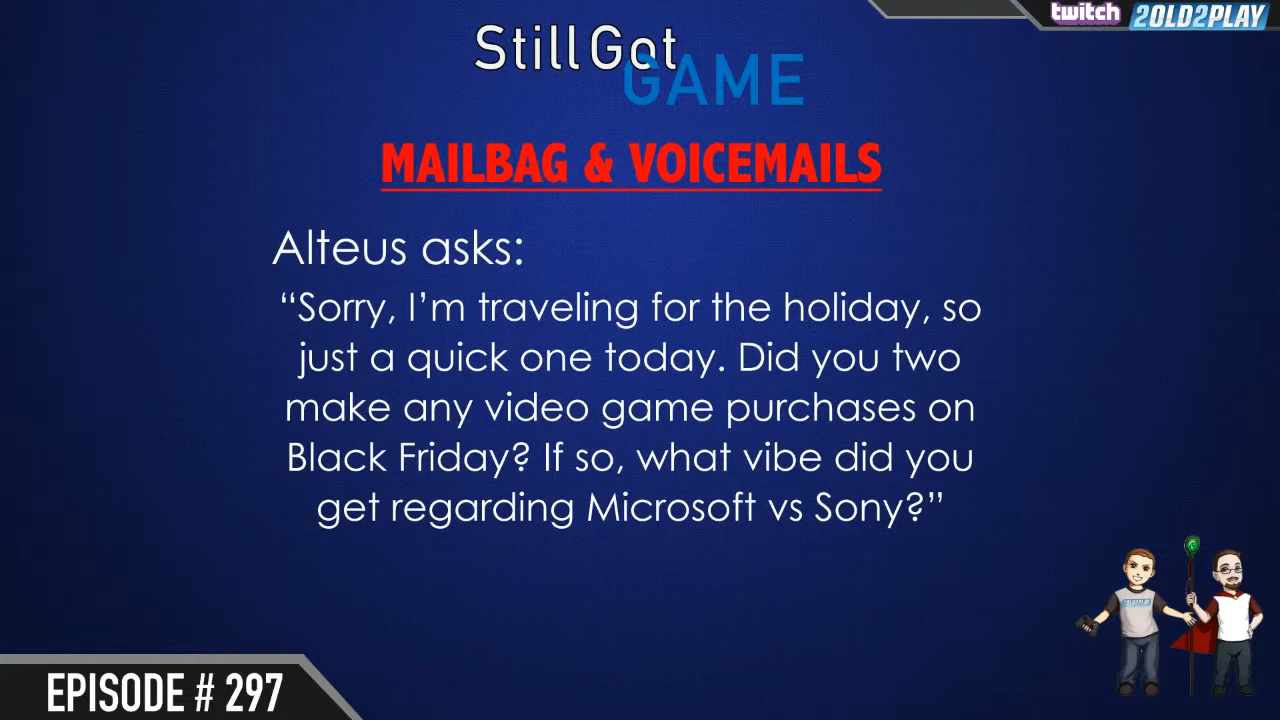 twitch 2OLD2PLAY
Still Got
GAME
MAILBAG & VOICEMAILS
Alteus asks:
“Sorry, I’m traveling for the holiday, so
just a quick one today. Did you two
make any video game purchases on
Black Friday? If so, what vibe did you
get regarding Microsoft vs Sony?”
2OLD2PLAY
EPISODE # 297